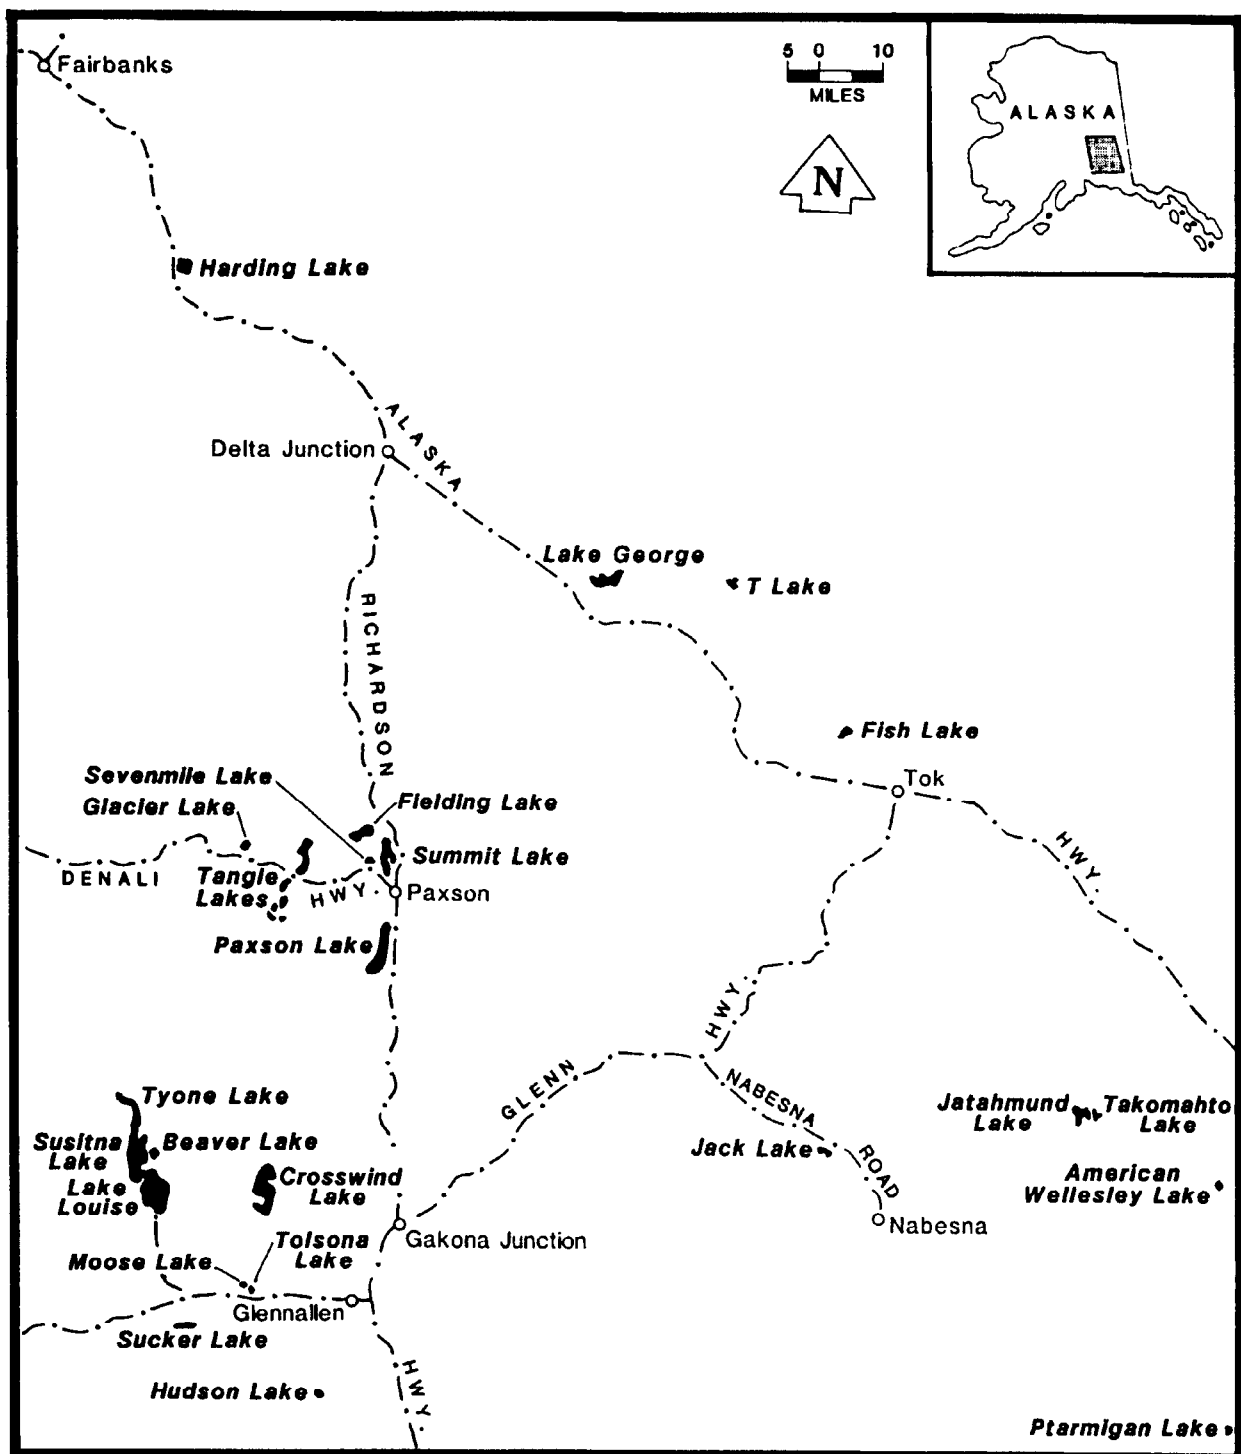 5 0 10
MILES
Fairbanks
ALASKA
N
Harding Lake
ALASKA
Delta Junction
Lake George
T Lake
RICHARDSON
Fish Lake
Tok
Sevenmile Lake
Glacier Lake
Fielding Lake
Summit Lake
HWY.
DENALI
Tangle
Lakes
HWY.
Paxson
Paxson Lake
HWY.
GLENN
NABESNA
ROAD
Tyone Lake
Jatahmund
Lake
Takomahto
Lake
Susitna
Lake
Beaver Lake
Jack Lake
Crosswind
Lake
Lake
Louise
American
Wellesley Lake
Nabesna
Gakona Junction
Tolsona
Lake
Moose Lake
Glennallen
Sucker Lake
Hudson Lake
HWY.
Ptarmigan Lake